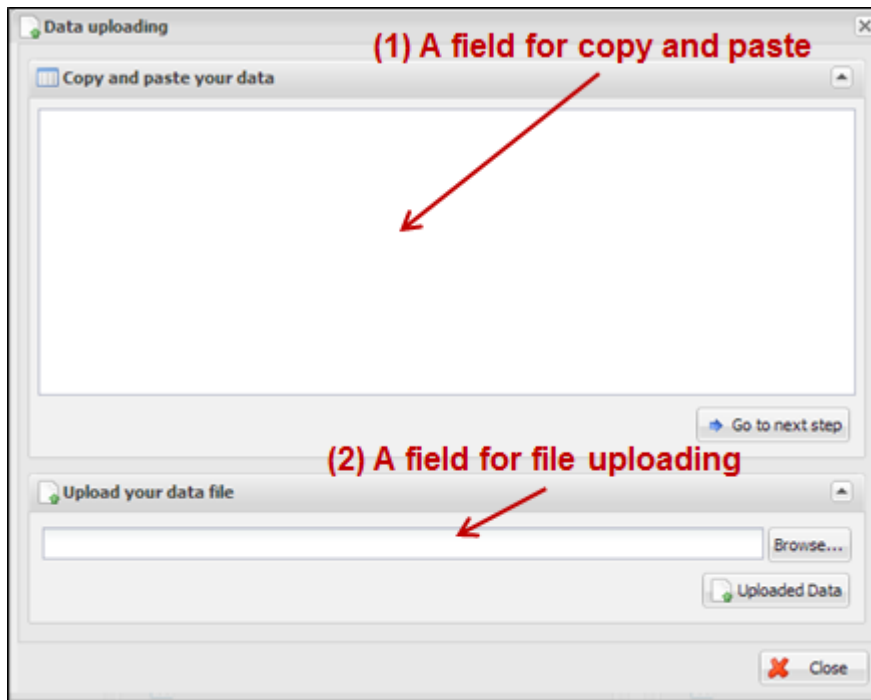 Data uploading
(1) A field for copy and paste
Copy and paste your data
Go to next step
(2) A field for file uploading
Upload your data file
Browse...
Uploaded Data
Close